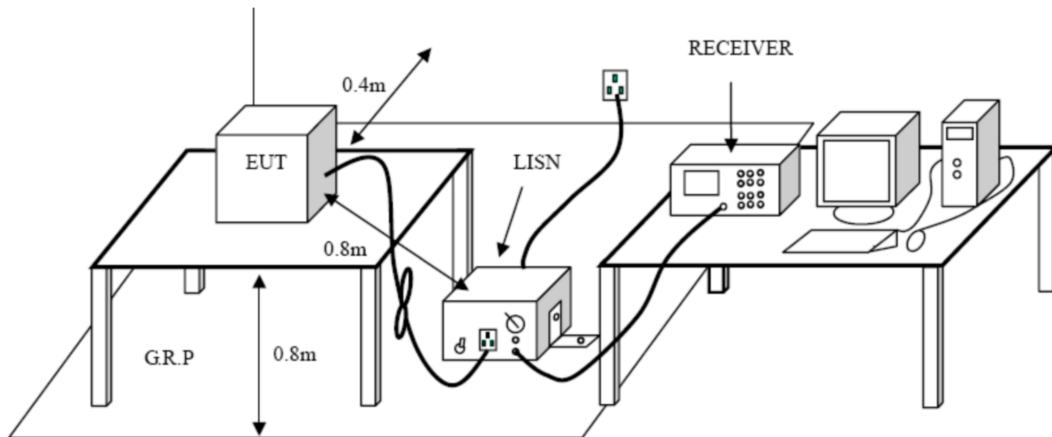 RECEIVER
0.4m
EUT
LISN
0.8m
G.R.P
0.8m